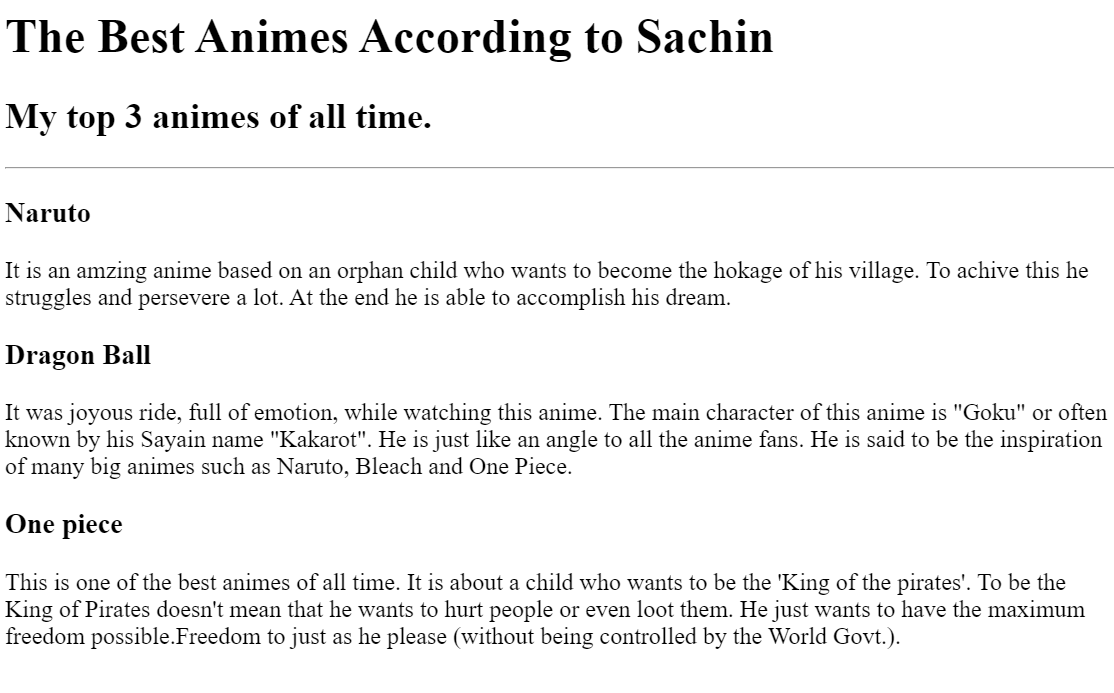 The Best Animes According to Sachin
My top 3 animes of all time.
Naruto
It is an amzing anime based on an orphan child who wants to become the hokage of his village. To achive this he
struggles and persevere a lot. At the end he is able to accomplish his dream.
Dragon Ball
It was joyous ride, full of emotion, while watching this anime. The main character of this anime is "Goku" or often
known by his Sayain name "Kakarot". He is just like an angle to all the anime fans. He is said to be the inspiration
of many big animes such as Naruto, Bleach and One Piece.
One piece
This is one of the best animes of all time. It is about a child who wants to be the 'King of the pirates'. To be the
King of Pirates doesn't mean that he wants to hurt people or even loot them. He just wants to have the maximum
freedom possible.Freedom to just as he please (without being controlled by the World Govt.).